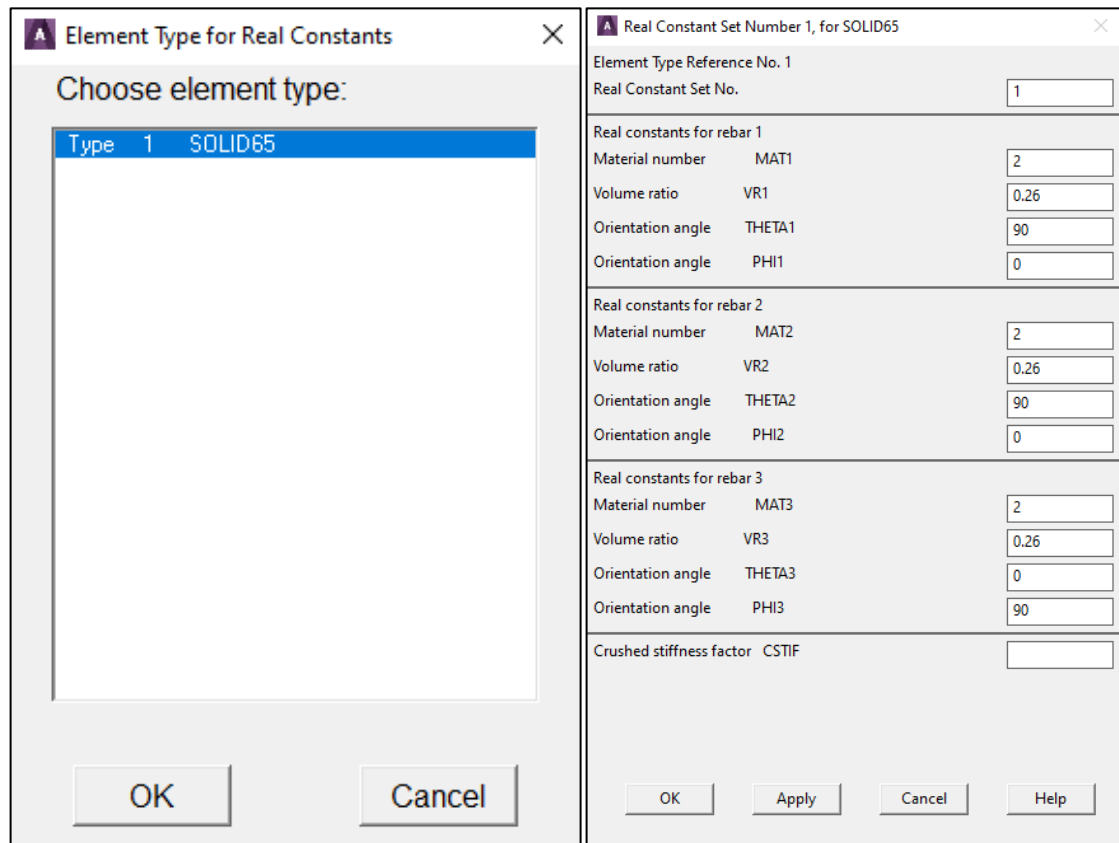 Element Type for Real Constants
Choose element type:
Type 1 SOLID65
OK Cancel
Real Constant Set Number 1, for SOLID65
Element Type Reference No. 1
Real Constant Set No. 1
Real constants for rebar 1
Material number MAT1 2
Volume ratio VR1 0.26
Orientation angle THETA1 90
Orientation angle PHI1 0
Real constants for rebar 2
Material number MAT2 2
Volume ratio VR2 0.26
Orientation angle THETA2 90
Orientation angle PHI2 0
Real constants for rebar 3
Material number MAT3 2
Volume ratio VR3 0.26
Orientation angle THETA3 0
Orientation angle PHI3 90
Crushed stiffness factor CSTIF
OK Apply Cancel Help